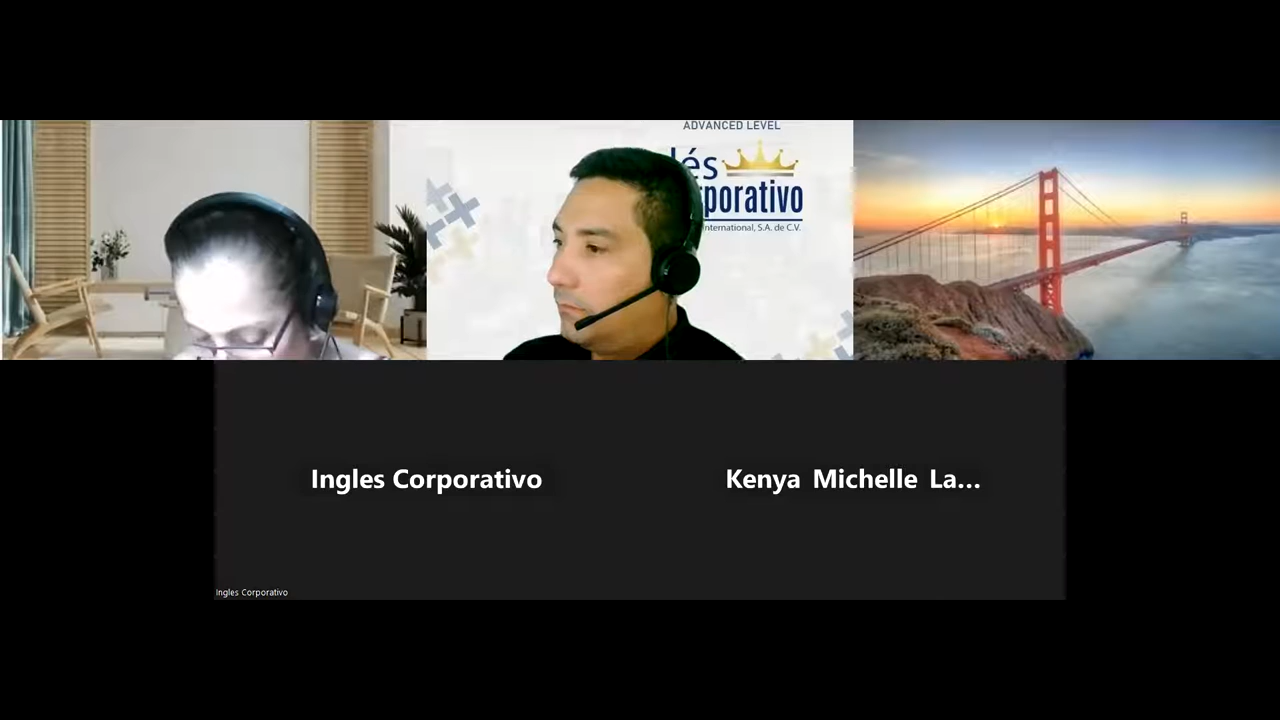 ADVANCED LEVEL
lés
rporativo
International, S.A. de C.V.
Ingles Corporativo
Kenya Michelle La...
Ingles Corporativo